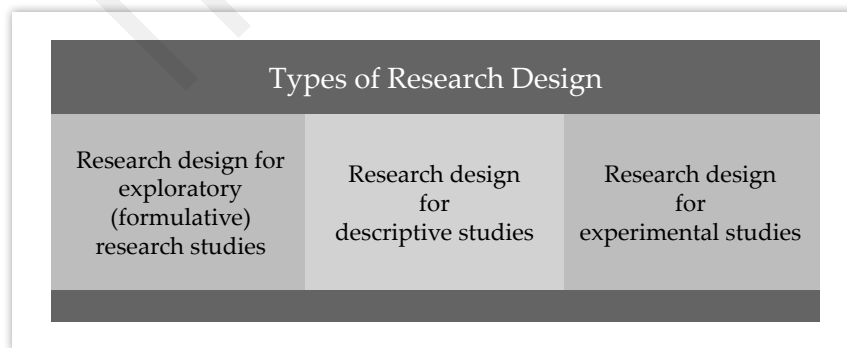 Types of Research Design
Research design for
exploratory
(formulative)
research studies
Research design
for
descriptive studies
Research design
for
experimental studies